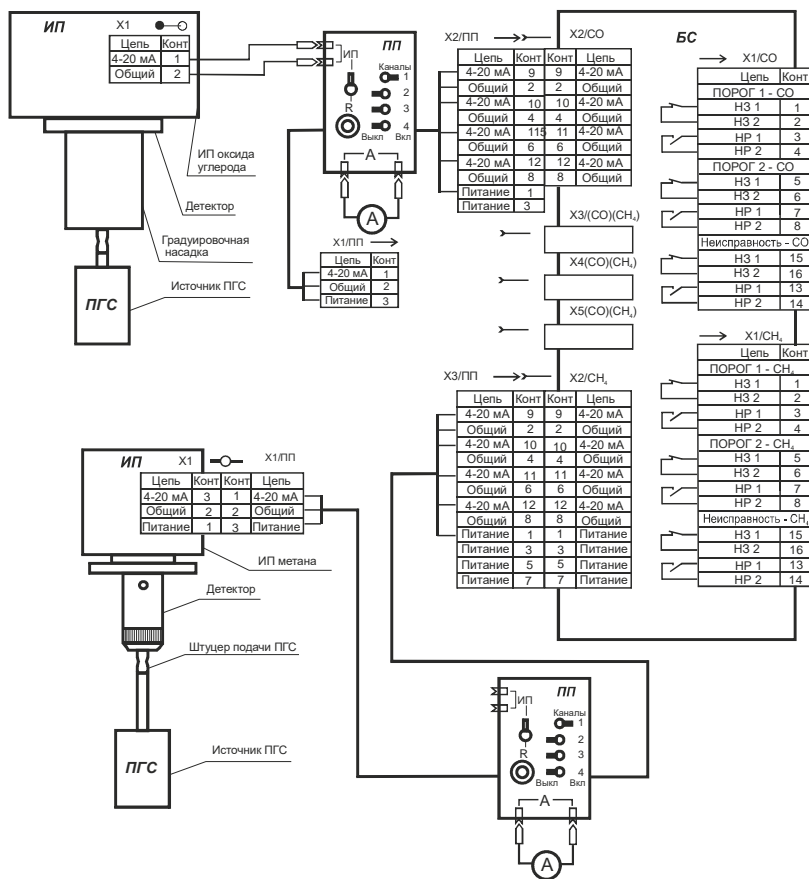 ИП
X1
Цепь Конт
4-20 мА 1
Общий 2
ИП оксида
углерода
Детектор
Градуировочная
насадка
Источник ПГС
ПГС
ПП
ИП
Каналы
1
2
3
4
R
Выкл Вкл
А
А
X1/ПП
Цепь Конт
4-20 мА 1
Общий 2
Питание 3
X2/ПП X2/СО
Цепь Конт Конт Цепь
4-20 мА 9 9 4-20 мА
Общий 2 2 Общий
4-20 мА 10 10 4-20 мА
Общий 4 4 Общий
4-20 мА 115 11 4-20 мА
Общий 6 6 Общий
4-20 мА 12 12 4-20 мА
Общий 8 8 Общий
Питание 1
Питание 3
X3/(СО)(СН₄)
X4(СО)(СН₄)
X5(СО)(СН₄)
БС
X1/СО
Цепь Конт
ПОРОГ 1 - СО
НЗ 1 1
НЗ 2 2
НР 1 3
НР 2 4
ПОРОГ 2 - СО
НЗ 1 5
НЗ 2 6
НР 1 7
НР 2 8
Неисправность - СО
НЗ 1 15
НЗ 2 16
НР 1 13
НР 2 14
X1/СН₄
Цепь Конт
ПОРОГ 1 - СН₄
НЗ 1 1
НЗ 2 2
НР 1 3
НР 2 4
ПОРОГ 2 - СН₄
НЗ 1 5
НЗ 2 6
НР 1 7
НР 2 8
Неисправность - СН₄
НЗ 1 15
НЗ 2 16
НР 1 13
НР 2 14
X3/ПП X2/СН₄
Цепь Конт Конт Цепь
4-20 мА 9 9 4-20 мА
Общий 2 2 Общий
4-20 мА 10 10 4-20 мА
Общий 4 4 Общий
4-20 мА 11 11 4-20 мА
Общий 6 6 Общий
4-20 мА 12 12 4-20 мА
Общий 8 8 Общий
Питание 1 1 Питание
Питание 3 3 Питание
Питание 5 5 Питание
Питание 7 7 Питание
ИП
X1 X1/ПП
Цепь Конт Конт Цепь
4-20 мА 3 1 4-20 мА
Общий 2 2 Общий
Питание 1 3 Питание
ИП метана
Детектор
Штуцер подачи ПГС
Источник ПГС
ПГС
ПП
ИП
Каналы
1
2
3
4
R
Выкл Вкл
А
А